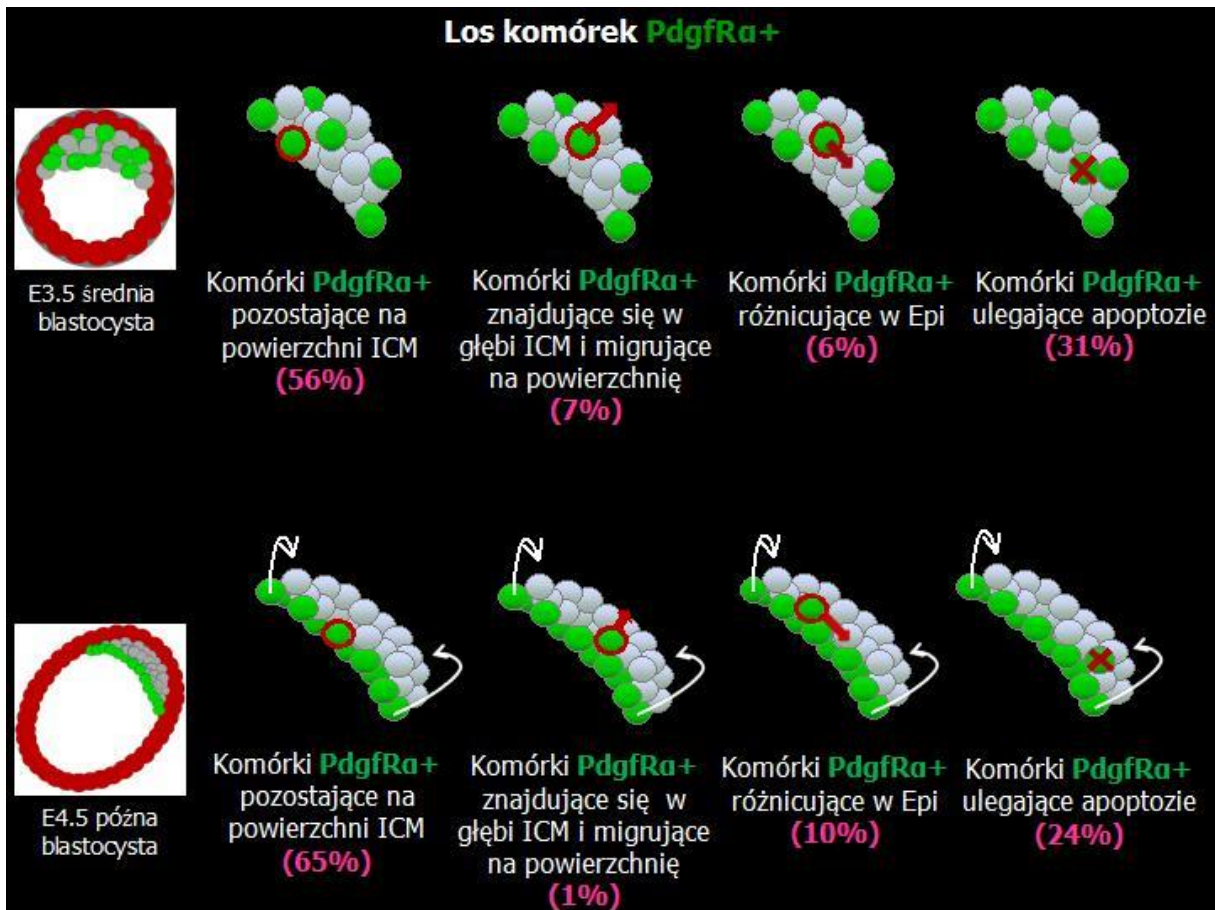 Los komórek PdgfRα+
E3.5 średnia
blastocysta
Komórki PdgfRα+
pozostające na
powierzchni ICM
(56%)
Komórki PdgfRα+
znajdujące się w
głębi ICM i migrujące
na powierzchnię
(7%)
Komórki PdgfRα+
różnicujące w Epi
(6%)
Komórki PdgfRα+
ulegające apoptozie
(31%)
E4.5 późna
blastocysta
Komórki PdgfRα+
pozostające na
powierzchni ICM
(65%)
Komórki PdgfRα+
znajdujące się w
głębi ICM i migrujące
na powierzchnię
(1%)
Komórki PdgfRα+
różnicujące w Epi
(10%)
Komórki PdgfRα+
ulegające apoptozie
(24%)